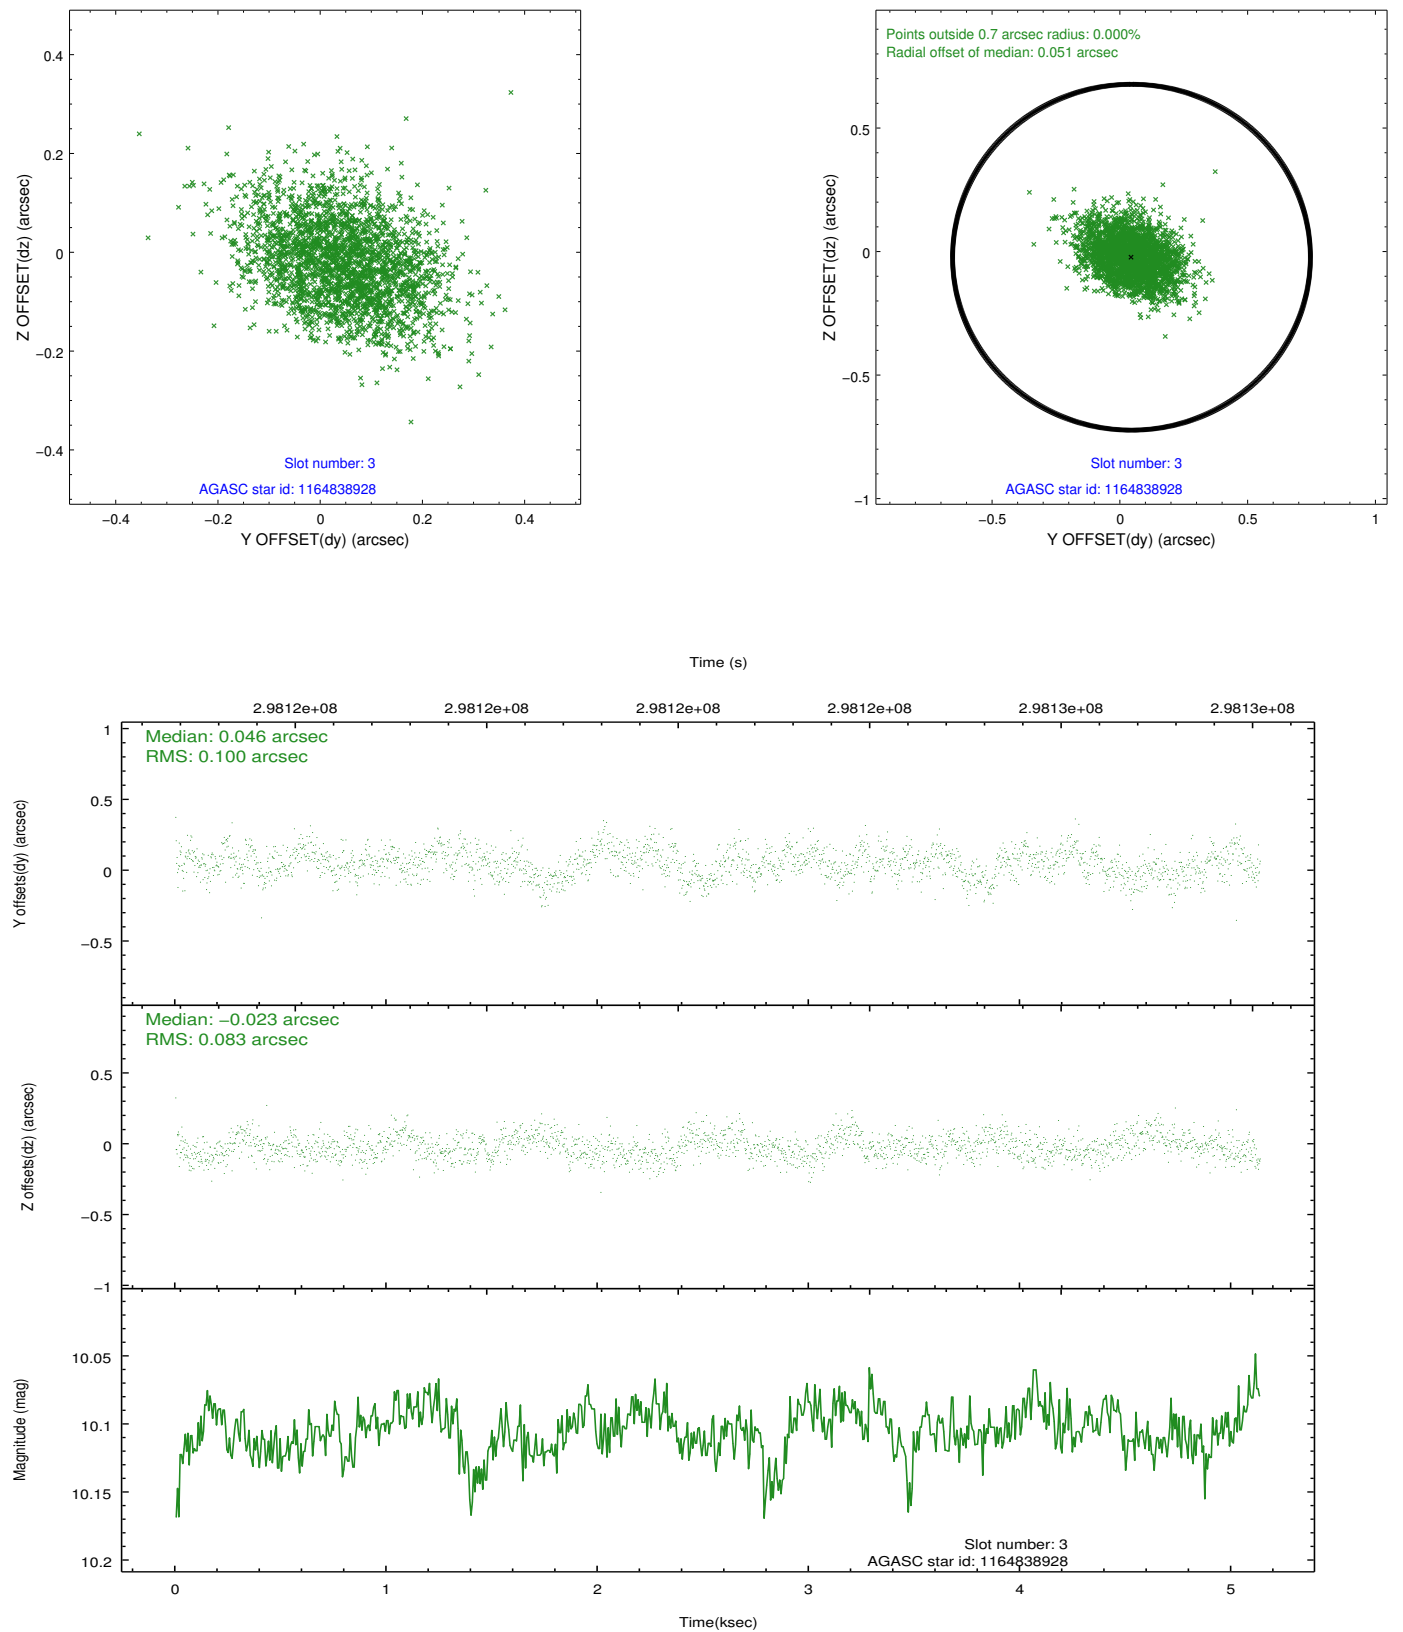 0.4
0.2
0
−0.2
−0.4
Z OFFSET(dz) (arcsec)
Slot number: 3
AGASC star id: 1164838928
−0.4
−0.2
0
0.2
0.4
Y OFFSET(dy) (arcsec)
Points outside 0.7 arcsec radius: 0.000%
Radial offset of median: 0.051 arcsec
0.5
0
−0.5
−1
Z OFFSET(dz) (arcsec)
Slot number: 3
AGASC star id: 1164838928
−0.5
0
0.5
1
Y OFFSET(dy) (arcsec)
Time (s)
2.9812e+08
2.9812e+08
2.9812e+08
2.9812e+08
2.9813e+08
2.9813e+08
Median: 0.046 arcsec
RMS: 0.100 arcsec
1
0.5
0
−0.5
Y offsets(dy) (arcsec)
Median: −0.023 arcsec
RMS: 0.083 arcsec
0.5
0
−0.5
−1
Z offsets(dz) (arcsec)
10.05
10.1
10.15
10.2
Magnitude (mag)
Slot number: 3
AGASC star id: 1164838928
0
1
2
3
4
5
Time(ksec)